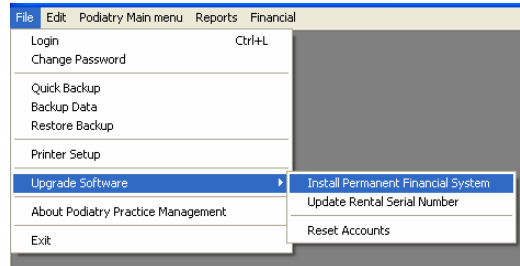 File Edit Podiatry Main menu Reports Financial
Login Ctrl+L
Change Password
Quick Backup
Backup Data
Restore Backup
Printer Setup
Upgrade Software
Install Permanent Financial System
Update Rental Serial Number
Reset Accounts
About Podiatry Practice Management
Exit